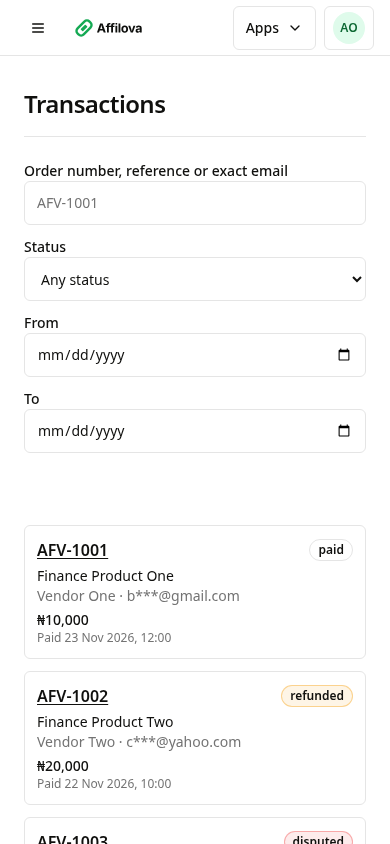 Affilova
Apps
AO
Transactions
Order number, reference or exact email
AFV-1001
Status
Any status
From
mm/dd/yyyy
To
mm/dd/yyyy
AFV-1001
paid
Finance Product One
Vendor One · b***@gmail.com
₦10,000
Paid 23 Nov 2026, 12:00
AFV-1002
refunded
Finance Product Two
Vendor Two · c***@yahoo.com
₦20,000
Paid 22 Nov 2026, 10:00
AFV-1003
disputed